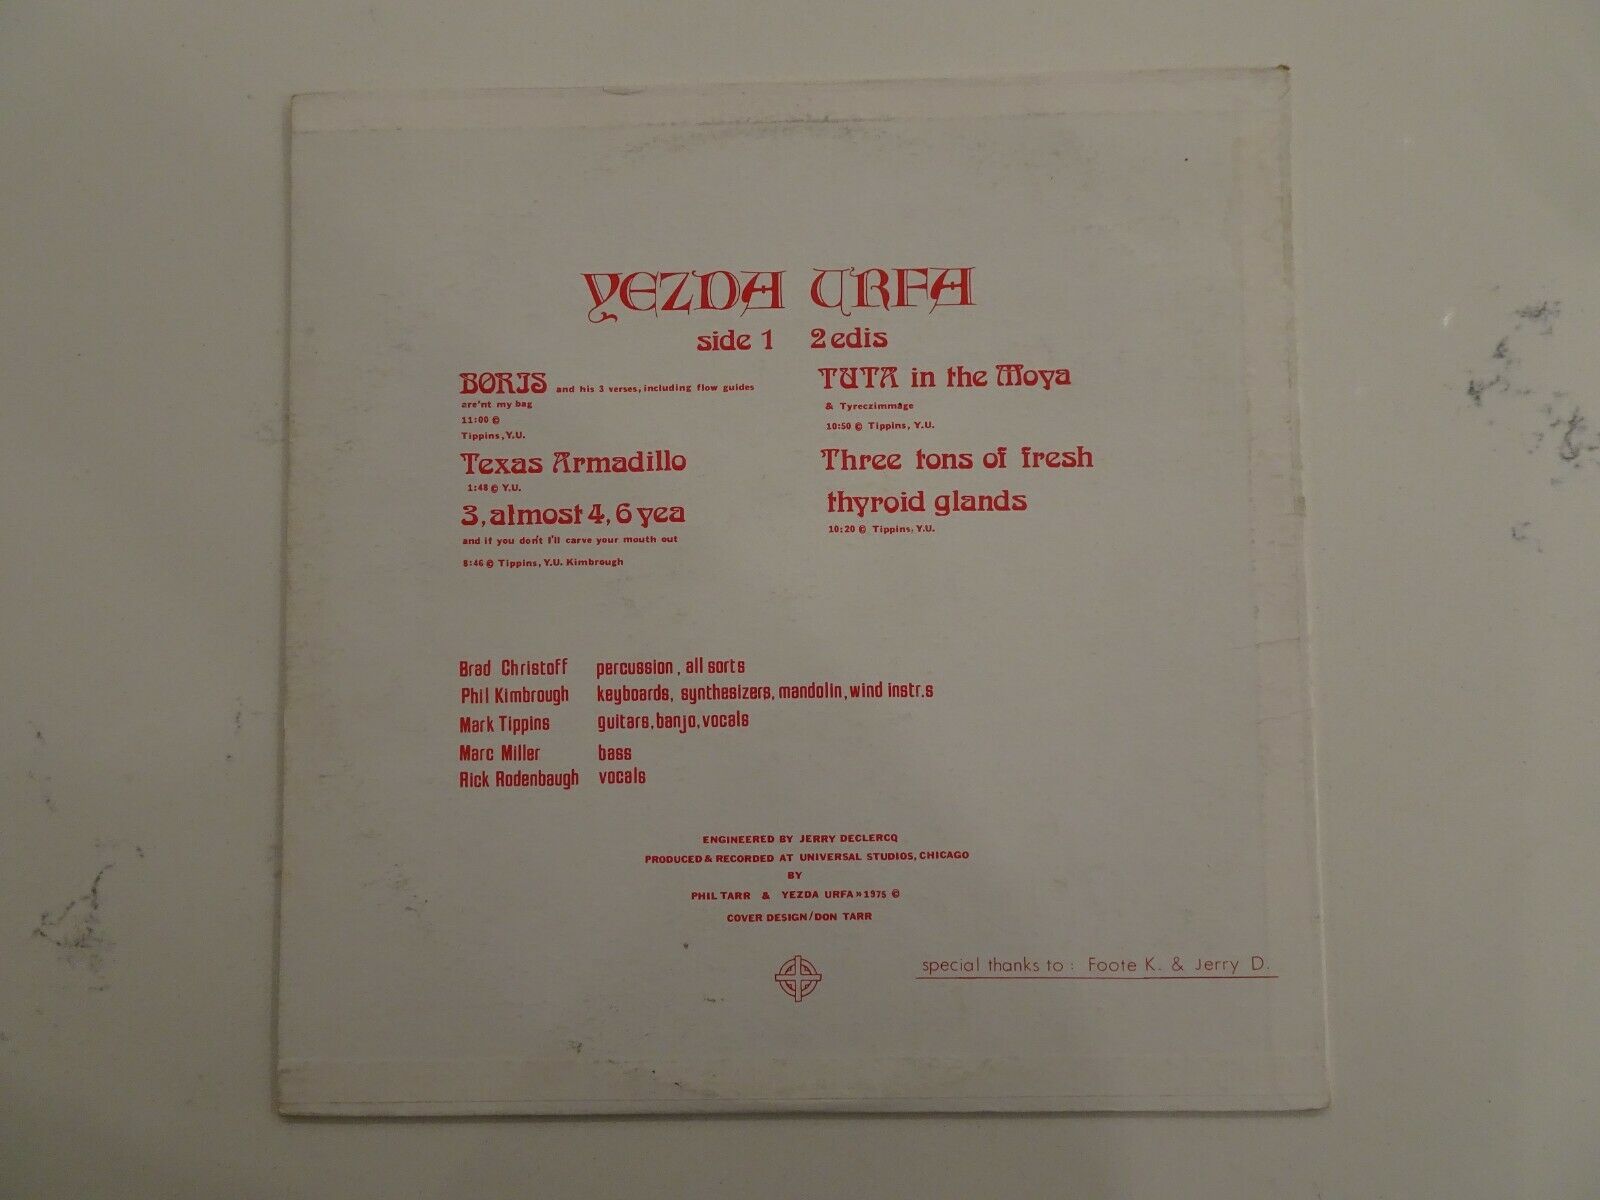 YEZDA URFA
side 1 2edis
BORIS and his 3 verses, including flow guides
are'nt my bag
11:00 ©
Tippins, Y.U.
Texas Armadillo
1:48 © Y.U.
3, almost 4, 6 yea
and if you don't I'll carve your mouth out
8:46 © Tippins, Y.U. Kimbrough
TUTA in the Moya
& Tyreczimmage
10:50 © Tippins, Y.U.
Three tons of fresh
thyroid glands
10:20 © Tippins, Y.U.
Brad Christoff percussion, all sorts
Phil Kimbrough keyboards, synthesizers, mandolin, wind instr.s
Mark Tippins guitars, banjo, vocals
Marc Miller bass
Rick Rodenbaugh vocals
ENGINEERED BY JERRY DECLERCQ
PRODUCED & RECORDED AT UNIVERSAL STUDIOS, CHICAGO
BY
PHIL TARR & YEZDA URFA » 1975 ©
COVER DESIGN/DON TARR
special thanks to : Foote K. & Jerry D.